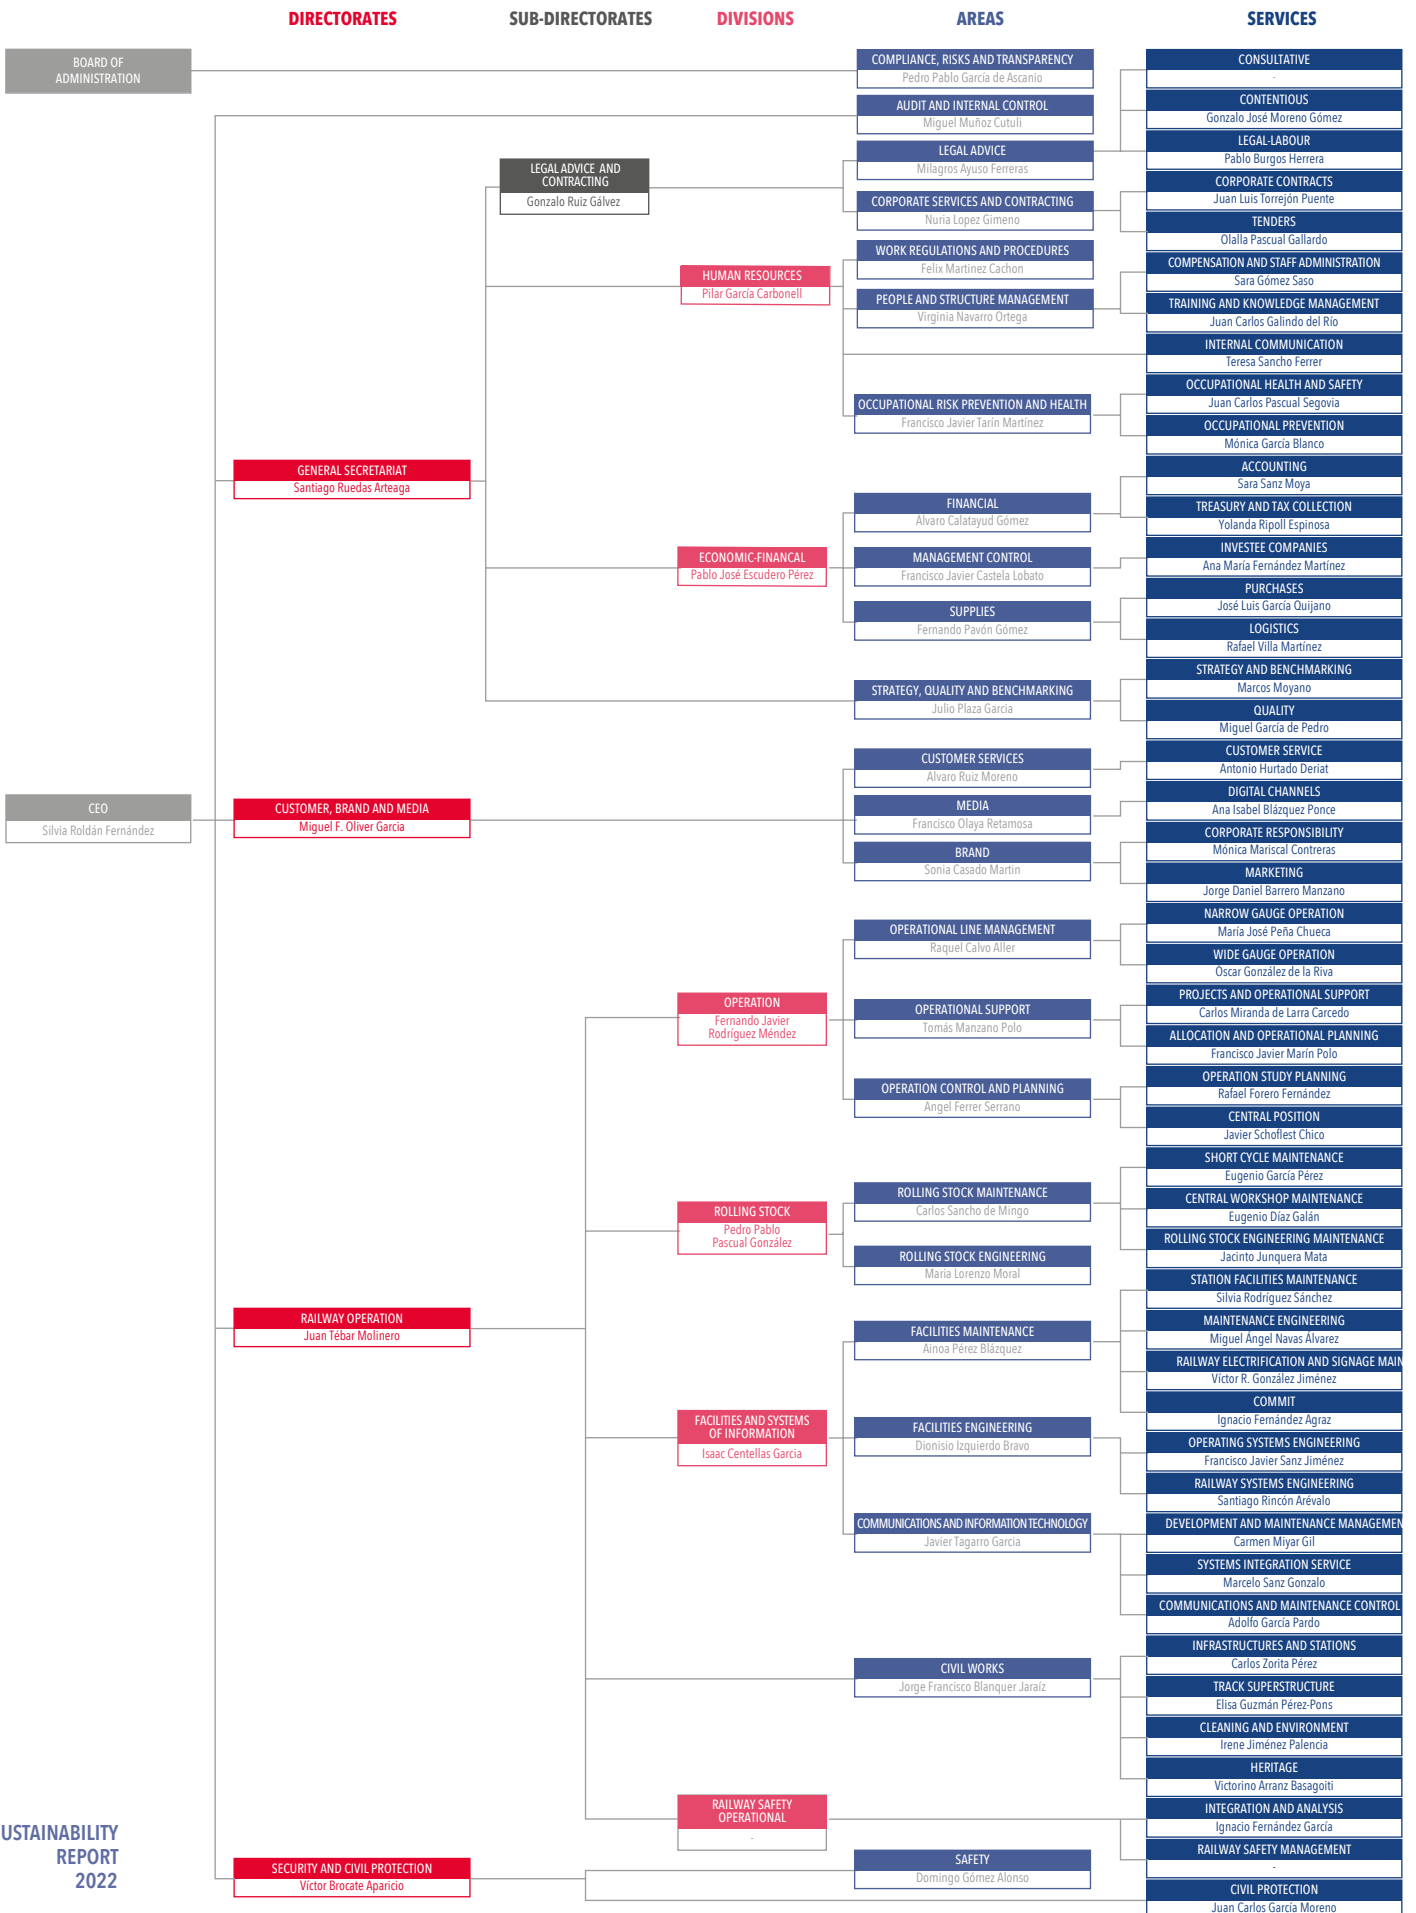 DIRECTORATES
SUB-DIRECTORATES
DIVISIONS
AREAS
SERVICES
BOARD OF
ADMINISTRATION
COMPLIANCE, RISKS AND TRANSPARENCY
Pedro Pablo García de Ascanio
AUDIT AND INTERNAL CONTROL
Miguel Muñoz Cutuli
LEGAL ADVICE AND
CONTRACTING
Gonzalo Ruiz Gálvez
LEGAL ADVICE
Milagros Ayuso Ferreras
CONSULTATIVE
-
CONTENTIOUS
Gonzalo José Moreno Gómez
LEGAL-LABOUR
Pablo Burgos Herrera
CORPORATE SERVICES AND CONTRACTING
Nuria Lopez Gimeno
CORPORATE CONTRACTS
Juan Luis Torrejón Puente
TENDERS
Olalla Pascual Gallardo
HUMAN RESOURCES
Pilar García Carbonell
WORK REGULATIONS AND PROCEDURES
Felix Martinez Cachon
PEOPLE AND STRUCTURE MANAGEMENT
Virginia Navarro Ortega
COMPENSATION AND STAFF ADMINISTRATION
Sara Gómez Saso
TRAINING AND KNOWLEDGE MANAGEMENT
Juan Carlos Galindo del Río
INTERNAL COMMUNICATION
Teresa Sancho Ferrer
OCCUPATIONAL RISK PREVENTION AND HEALTH
Francisco Javier Tarín Martínez
OCCUPATIONAL HEALTH AND SAFETY
Juan Carlos Pascual Segovia
OCCUPATIONAL PREVENTION
Mónica García Blanco
GENERAL SECRETARIAT
Santiago Ruedas Arteaga
ECONOMIC-FINANCAL
Pablo José Escudero Pérez
FINANCIAL
Alvaro Calatayud Gómez
ACCOUNTING
Sara Sanz Moya
TREASURY AND TAX COLLECTION
Yolanda Ripoll Espinosa
MANAGEMENT CONTROL
Francisco Javier Castela Lobato
INVESTEE COMPANIES
Ana María Fernández Martínez
SUPPLIES
Fernando Pavón Gómez
PURCHASES
José Luis García Quijano
LOGISTICS
Rafael Villa Martínez
STRATEGY, QUALITY AND BENCHMARKING
Julio Plaza Garcia
STRATEGY AND BENCHMARKING
Marcos Moyano
QUALITY
Miguel García de Pedro
CEO
Silvia Roldán Fernández
CUSTOMER, BRAND AND MEDIA
Miguel F. Oliver Garcia
CUSTOMER SERVICES
Alvaro Ruiz Moreno
CUSTOMER SERVICE
Antonio Hurtado Deriat
MEDIA
Francisco Olaya Retamosa
DIGITAL CHANNELS
Ana Isabel Blázquez Ponce
BRAND
Sonia Casado Martin
CORPORATE RESPONSIBILITY
Mónica Mariscal Contreras
MARKETING
Jorge Daniel Barrero Manzano
OPERATION
Fernando Javier
Rodríguez Méndez
OPERATIONAL LINE MANAGEMENT
Raquel Calvo Aller
NARROW GAUGE OPERATION
María José Peña Chueca
WIDE GAUGE OPERATION
Óscar González de la Riva
OPERATIONAL SUPPORT
Tomás Manzano Polo
PROJECTS AND OPERATIONAL SUPPORT
Carlos Miranda de Larra Carcedo
ALLOCATION AND OPERATIONAL PLANNING
Francisco Javier Marín Polo
OPERATION CONTROL AND PLANNING
Angel Ferrer Serrano
OPERATION STUDY PLANNING
Rafael Forero Fernández
CENTRAL POSITION
Javier Schoflest Chico
ROLLING STOCK
Pedro Pablo
Pascual González
ROLLING STOCK MAINTENANCE
Carlos Sancho de Mingo
SHORT CYCLE MAINTENANCE
Eugenio García Pérez
CENTRAL WORKSHOP MAINTENANCE
Eugenio Díaz Galán
ROLLING STOCK ENGINEERING MAINTENANCE
Jacinto Junquera Mata
ROLLING STOCK ENGINEERING
Maria Lorenzo Moral
RAILWAY OPERATION
Juan Tébar Molinero
FACILITIES AND SYSTEMS
OF INFORMATION
Isaac Centellas Garcia
FACILITIES MAINTENANCE
Ainoa Pérez Blázquez
STATION FACILITIES MAINTENANCE
Silvia Rodríguez Sánchez
MAINTENANCE ENGINEERING
Miguel Ángel Navas Álvarez
RAILWAY ELECTRIFICATION AND SIGNAGE MAIN
Víctor R. González Jiménez
COMMIT
Ignacio Fernández Agraz
FACILITIES ENGINEERING
Dionisio Izquierdo Bravo
OPERATING SYSTEMS ENGINEERING
Francisco Javier Sanz Jiménez
RAILWAY SYSTEMS ENGINEERING
Santiago Rincón Arévalo
COMMUNICATIONS AND INFORMATION TECHNOLOGY
Javier Tagarro Garcia
DEVELOPMENT AND MAINTENANCE MANAGEMEN
Carmen Miyar Gil
SYSTEMS INTEGRATION SERVICE
Marcelo Sanz Gonzalo
COMMUNICATIONS AND MAINTENANCE CONTROL
Adolfo García Pardo
CIVIL WORKS
Jorge Francisco Blanquer Jaraíz
INFRASTRUCTURES AND STATIONS
Carlos Zorita Pérez
TRACK SUPERSTRUCTURE
Elisa Guzmán Pérez-Pons
CLEANING AND ENVIRONMENT
Irene Jiménez Palencia
HERITAGE
Victorino Arranz Basagoiti
RAILWAY SAFETY
OPERATIONAL
-
INTEGRATION AND ANALYSIS
Ignacio Fernández García
RAILWAY SAFETY MANAGEMENT
-
SECURITY AND CIVIL PROTECTION
Víctor Brocate Aparicio
SAFETY
Domingo Gómez Alonso
CIVIL PROTECTION
Juan Carlos García Moreno
USTAINABILITY
REPORT
2022